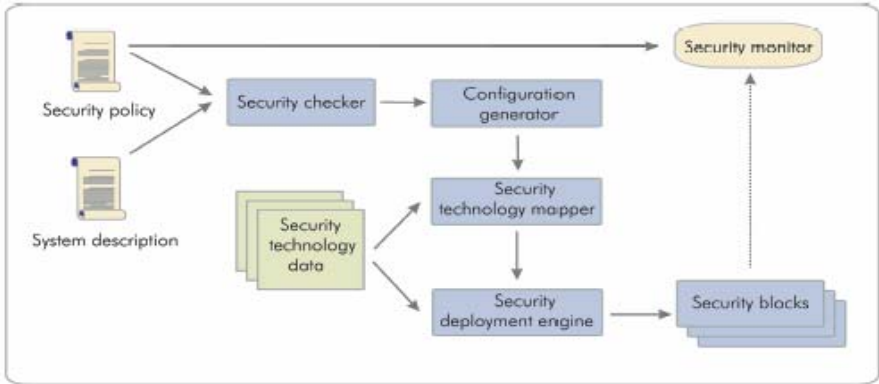 Security monitor
Security policy
Security checker
Configuration
generator
System description
Security
technology
data
Security
technology mapper
Security
deployment engine
Security blocks